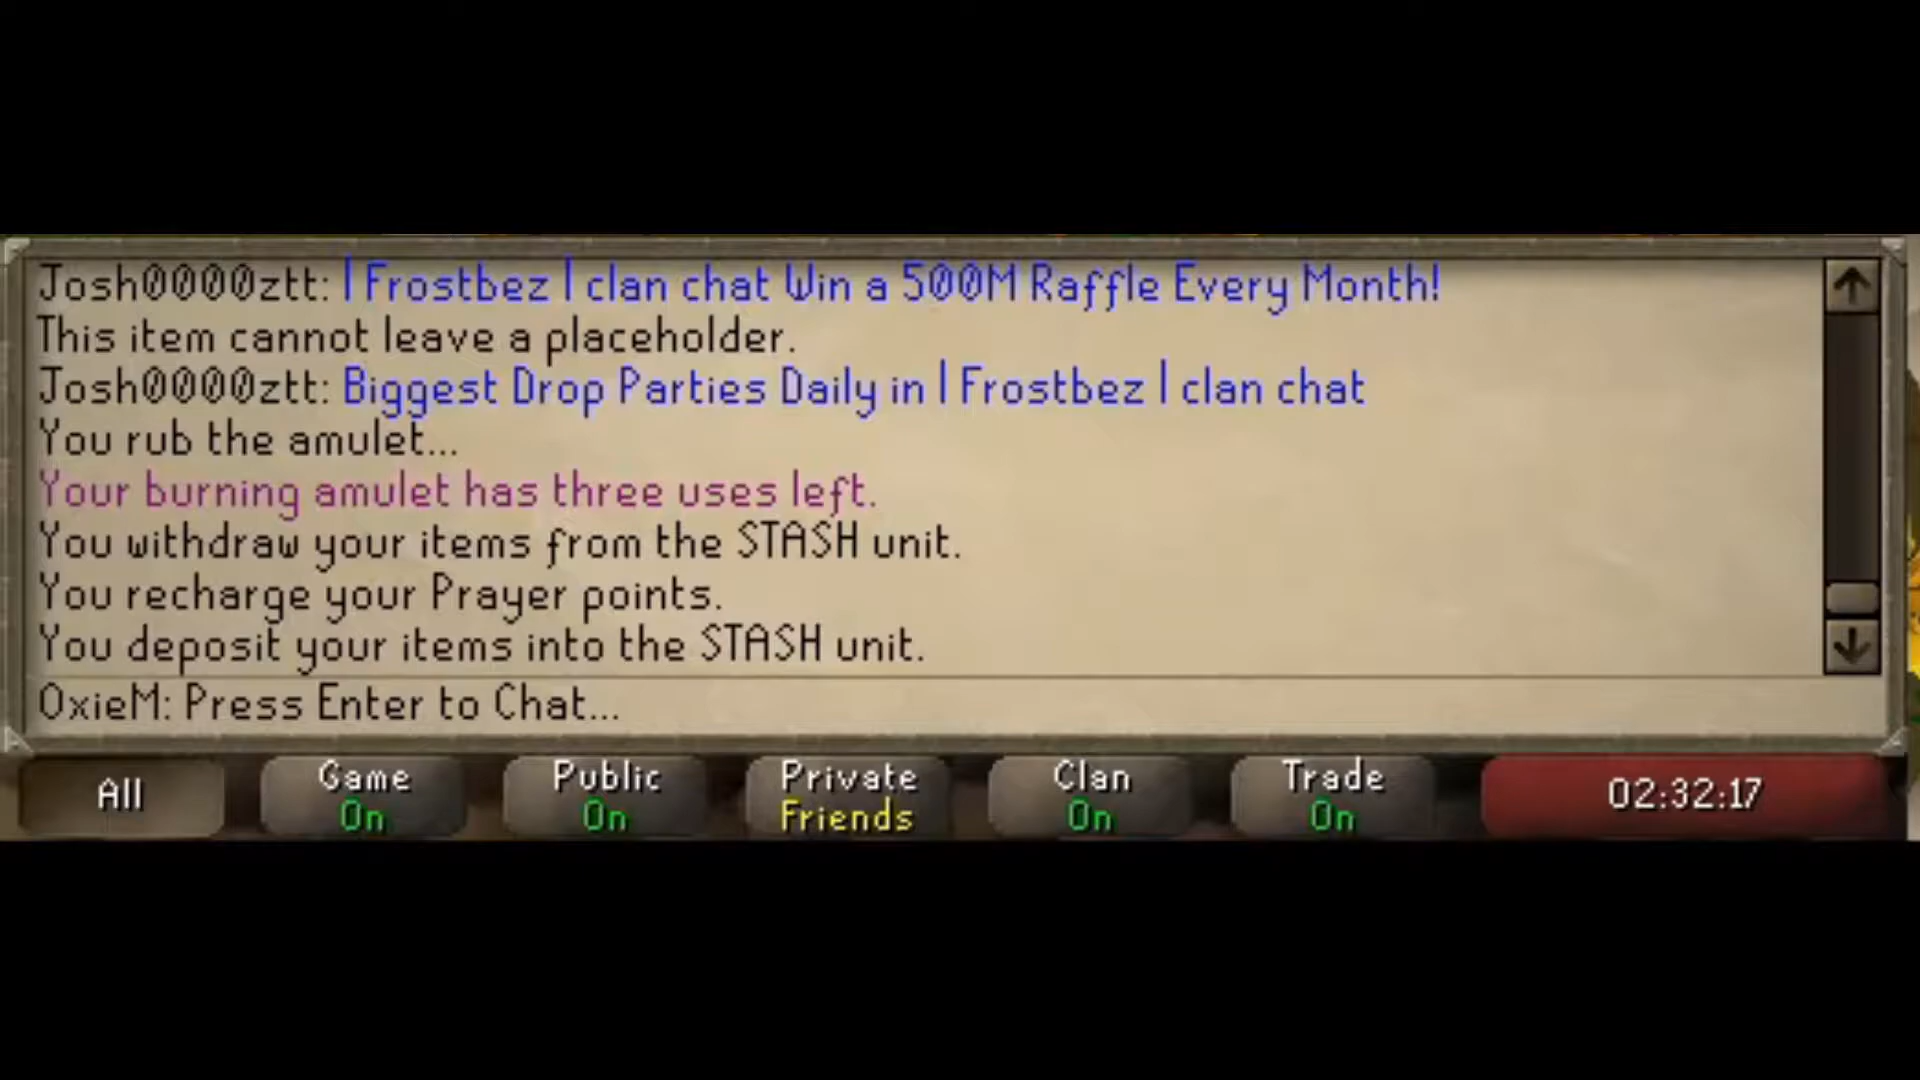 Josh0000ztt: | Frostbez | clan chat Win a 500M Raffle Every Month!
This item cannot leave a placeholder.
Josh0000ztt: Biggest Drop Parties Daily in | Frostbez | clan chat
You rub the amulet...
Your burning amulet has three uses left.
You withdraw your items from the STASH unit.
You recharge your Prayer points.
You deposit your items into the STASH unit.
OxieM: Press Enter to Chat...
All Game Public Private Clan Trade 02:32:17
On On Friends On On